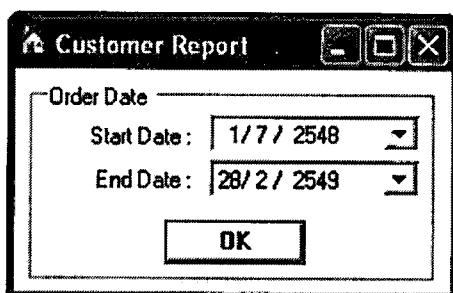 Customer Report
Order Date
Start Date : 1/ 7 / 2548
End Date : 28/ 2 / 2549
OK